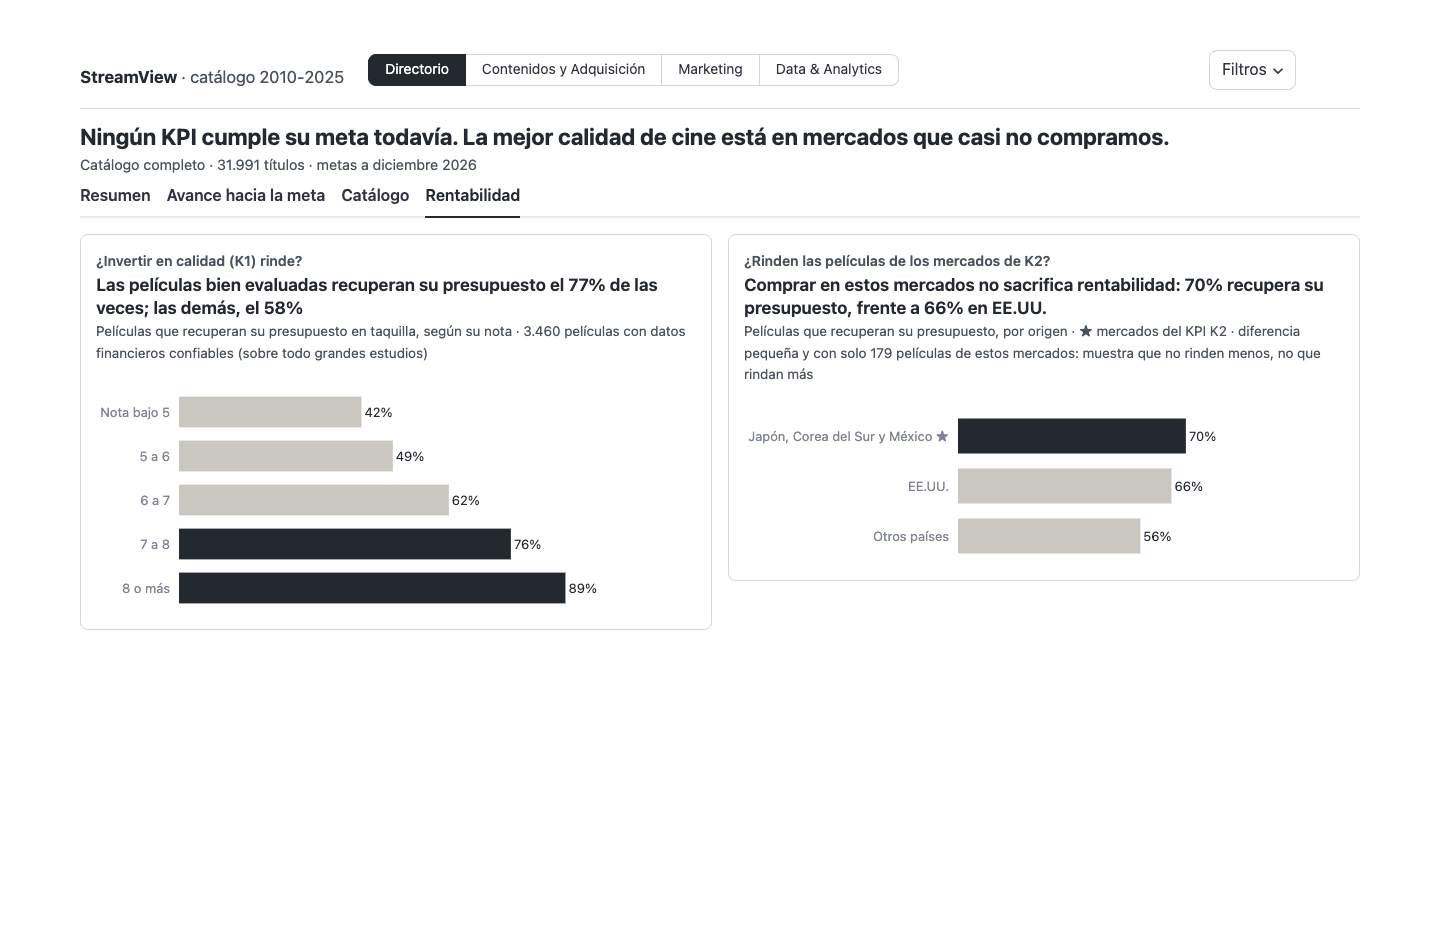 StreamView · catálogo 2010-2025
Directorio
Contenidos y Adquisición
Marketing
Data & Analytics
Filtros
Ningún KPI cumple su meta todavía. La mejor calidad de cine está en mercados que casi no compramos.
Catálogo completo · 31.991 títulos · metas a diciembre 2026
Resumen
Avance hacia la meta
Catálogo
Rentabilidad
¿Invertir en calidad (K1) rinde?
Las películas bien evaluadas recuperan su presupuesto el 77% de las
veces; las demás, el 58%
Películas que recuperan su presupuesto en taquilla, según su nota · 3.460 películas con datos
financieros confiables (sobre todo grandes estudios)
Nota bajo 5 42%
5 a 6 49%
6 a 7 62%
7 a 8 76%
8 o más 89%
¿Rinden las películas de los mercados de K2?
Comprar en estos mercados no sacrifica rentabilidad: 70% recupera su
presupuesto, frente a 66% en EE.UU.
Películas que recuperan su presupuesto, por origen · ★ mercados del KPI K2 · diferencia
pequeña y con solo 179 películas de estos mercados: muestra que no rinden menos, no que
rindan más
Japón, Corea del Sur y México ★ 70%
EE.UU. 66%
Otros países 56%